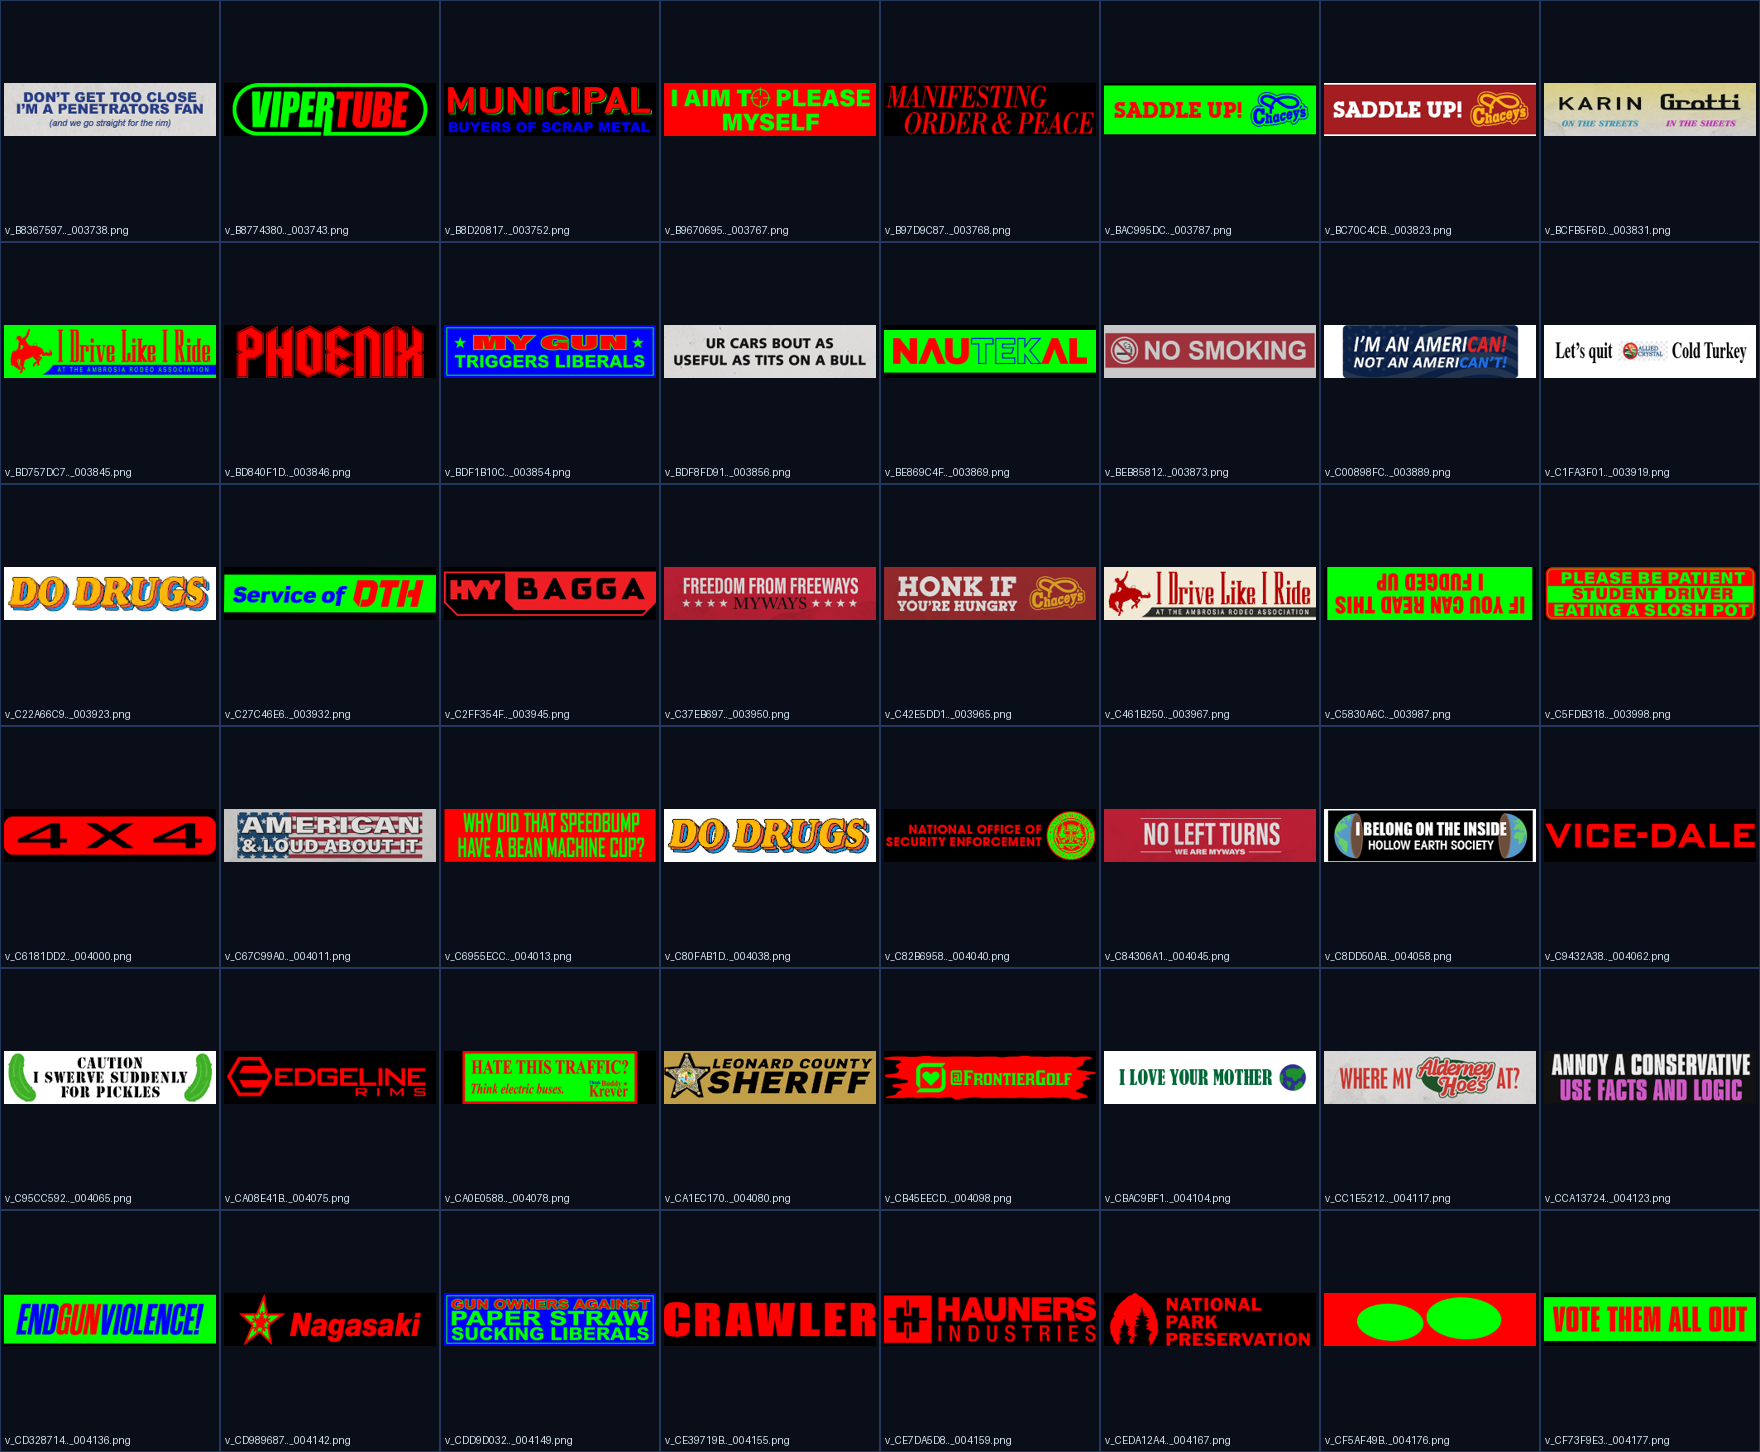 DON'T GET TOO CLOSE
I'M A PENETRATORS FAN
(and we go straight for the rim)
v_B8367597.._003738.png
VIPERTUBE
v_B8774380.._003743.png
MUNICIPAL
BUYERS OF SCRAP METAL
v_B8D20817.._003752.png
I AIM TO PLEASE
MYSELF
v_B9670695.._003767.png
MANIFESTING
ORDER & PEACE
v_B97D9C87.._003768.png
SADDLE UP! Chaceys
v_BAC995DC.._003787.png
SADDLE UP! Chaceys
v_BC70C4CB.._003823.png
KARIN Grotti
ON THE STREETS IN THE SHEETS
v_BCFB5F6D.._003831.png
I Drive Like I Ride
AT THE AMBROSIA RODEO ASSOCIATION
v_BD757DC7.._003845.png
PHOENIX
v_BD840F1D.._003846.png
MY GUN
TRIGGERS LIBERALS
v_BDF1B10C.._003854.png
UR CARS BOUT AS
USEFUL AS TITS ON A BULL
v_BDF8FD91.._003856.png
NAUTEKAL
v_BE869C4F.._003869.png
NO SMOKING
v_BEB85812.._003873.png
I'M AN AMERICAN!
NOT AN AMERICAN'T!
v_C00898FC.._003889.png
Let's quit ALLIED CRYSTAL Cold Turkey
v_C1FA3F01.._003919.png
DO DRUGS
v_C22A66C9.._003923.png
Service of DTH
v_C27C46E6.._003932.png
HVY BAGGA
v_C2FF354F.._003945.png
FREEDOM FROM FREEWAYS
MYWAYS
v_C37EB697.._003950.png
HONK IF
YOU'RE HUNGRY
Chaceys
v_C42E5DD1.._003965.png
I Drive Like I Ride
AT THE AMBROSIA RODEO ASSOCIATION
v_C461B250.._003967.png
IF YOU CAN READ THIS
I FUDGED UP
v_C5830A6C.._003987.png
PLEASE BE PATIENT
STUDENT DRIVER
EATING A SLOSH POT
v_C5FDB318.._003998.png
4 X 4
v_C6181DD2.._004000.png
AMERICAN
& LOUD ABOUT IT
v_C67C99A0.._004011.png
WHY DID THAT SPEEDBUMP
HAVE A BEAN MACHINE CUP?
v_C6955ECC.._004013.png
DO DRUGS
v_C80FAB1D.._004038.png
NATIONAL OFFICE OF
SECURITY ENFORCEMENT
v_C82B6958.._004040.png
NO LEFT TURNS
WE ARE MYWAYS
v_C84306A1.._004045.png
I BELONG ON THE INSIDE
HOLLOW EARTH SOCIETY
v_C8DD50AB.._004058.png
VICE-DALE
v_C9432A38.._004062.png
CAUTION
I SWERVE SUDDENLY
FOR PICKLES
v_C95CC592.._004065.png
EDGELINE
RIMS
v_CA08E41B.._004075.png
HATE THIS TRAFFIC?
Think electric buses.
Buddy
Krever
v_CA0E0588.._004078.png
LEONARD COUNTY
SHERIFF
v_CA1EC170.._004080.png
@FRONTIERGOLF
v_CB45EECD.._004098.png
I LOVE YOUR MOTHER
v_CBAC9BF1.._004104.png
WHERE MY Alderney Hoe's AT?
v_CC1E5212.._004117.png
ANNOY A CONSERVATIVE
USE FACTS AND LOGIC
v_CCA13724.._004123.png
ENDGUNVIOLENCE!
v_CD328714.._004136.png
Nagasaki
v_CD989687.._004142.png
GUN OWNERS AGAINST
PAPER STRAW
SUCKING LIBERALS
v_CDD9D032.._004149.png
CRAWLER
v_CE39719B.._004155.png
HAUNERS
INDUSTRIES
v_CE7DA5D8.._004159.png
NATIONAL
PARK
PRESERVATION
v_CEDA12A4.._004167.png
v_CF5AF49B.._004176.png
VOTE THEM ALL OUT
v_CF73F9E3.._004177.png